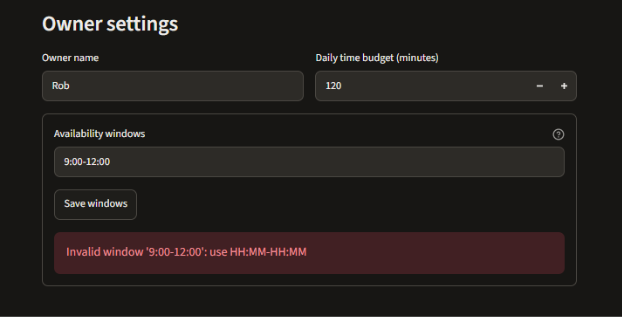 Owner settings
Owner name
Daily time budget (minutes)
Rob
120
Availability windows
9:00-12:00
Save windows
Invalid window '9:00-12:00': use HH:MM-HH:MM